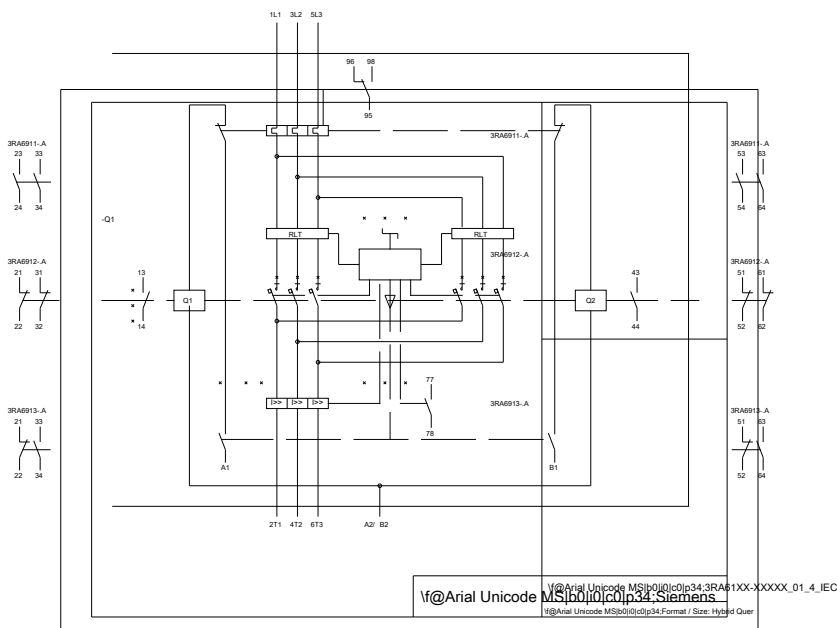 1L1 3L2 5L3
96 98
95
3RA6911-.A
23 33
24 34
3RA6911-.A
3RA6911-.A
53 63
54 64
-Q1
RLT
RLT
3RA6912-.A
21 31
22 32
13
14
Q1
3RA6912-.A
Q2
43
44
3RA6912-.A
51 61
52 62
3RA6913-.A
21 33
22 34
I>> I>> I>>
77
78
3RA6913-.A
3RA6913-.A
51 63
52 64
A1
B1
2T1 4T2 6T3 A2/ B2
\f@Arial Unicode MS|b0|i0|c0|p34;3RA61XX-XXXXX_01_4_IEC
\f@Arial Unicode MS|b0|i0|c0|p34;Siemens
\f@Arial Unicode MS|b0|i0|c0|p34;Format / Size: Hybrid Quer